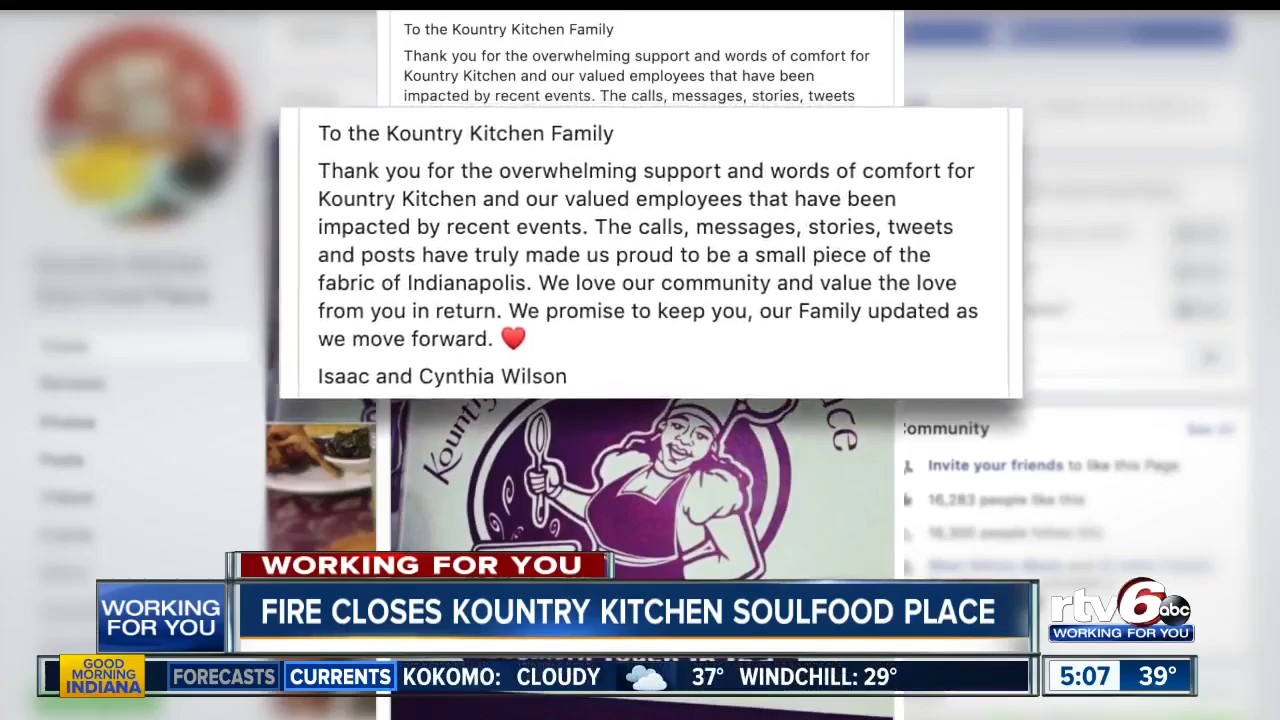 To the Kountry Kitchen Family
Thank you for the overwhelming support and words of comfort for
Kountry Kitchen and our valued employees that have been
impacted by recent events. The calls, messages, stories, tweets
To the Kountry Kitchen Family
Thank you for the overwhelming support and words of comfort for
Kountry Kitchen and our valued employees that have been
impacted by recent events. The calls, messages, stories, tweets
and posts have truly made us proud to be a small piece of the
fabric of Indianapolis. We love our community and value the love
from you in return. We promise to keep you, our Family updated as
we move forward. ❤️
Isaac and Cynthia Wilson
Kountry
ace
ommunity
See All
Invite your friends to like this Page
16,283 people like this
WORKING FOR YOU
WORKING
FOR YOU
FIRE CLOSES KOUNTRY KITCHEN SOULFOOD PLACE
rtv6 abc
WORKING FOR YOU
GOOD
MORNING
INDIANA
FORECASTS
CURRENTS
KOKOMO: CLOUDY 37° WINDCHILL: 29°
5:07 39°